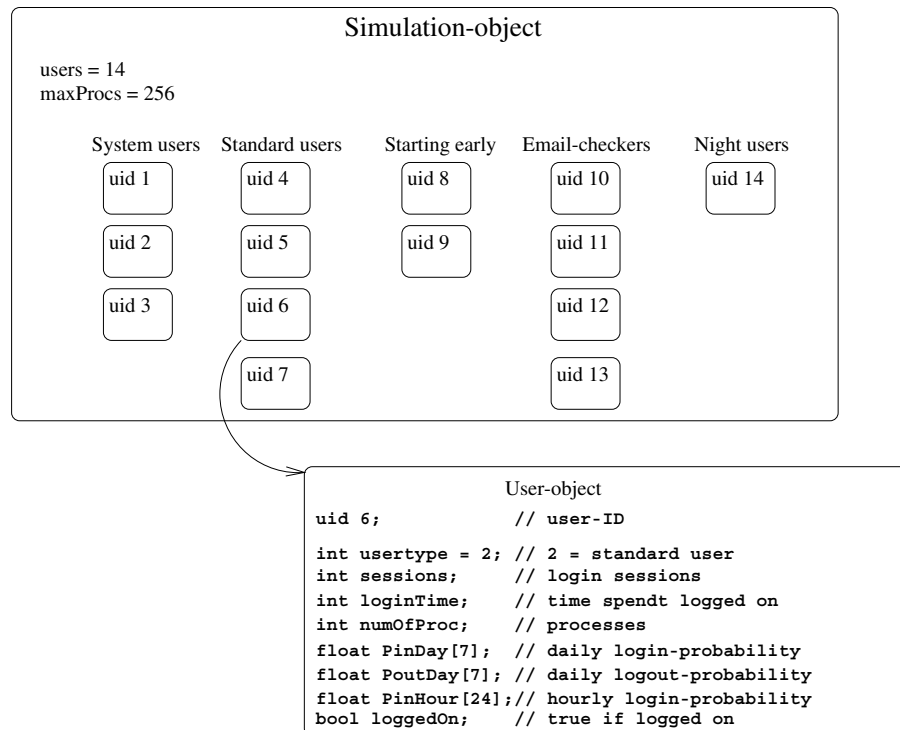 Simulation-object
users = 14
maxProcs = 256
System users Standard users Starting early Email-checkers Night users
uid 1 uid 4 uid 8 uid 10 uid 14
uid 2 uid 5 uid 9 uid 11
uid 3 uid 6 uid 12
uid 7 uid 13
User-object
uid 6; // user-ID
int usertype = 2; // 2 = standard user
int sessions; // login sessions
int loginTime; // time spendt logged on
int numOfProc; // processes
float PinDay[7]; // daily login-probability
float PoutDay[7]; // daily logout-probability
float PinHour[24];// hourly login-probability
bool loggedOn; // true if logged on